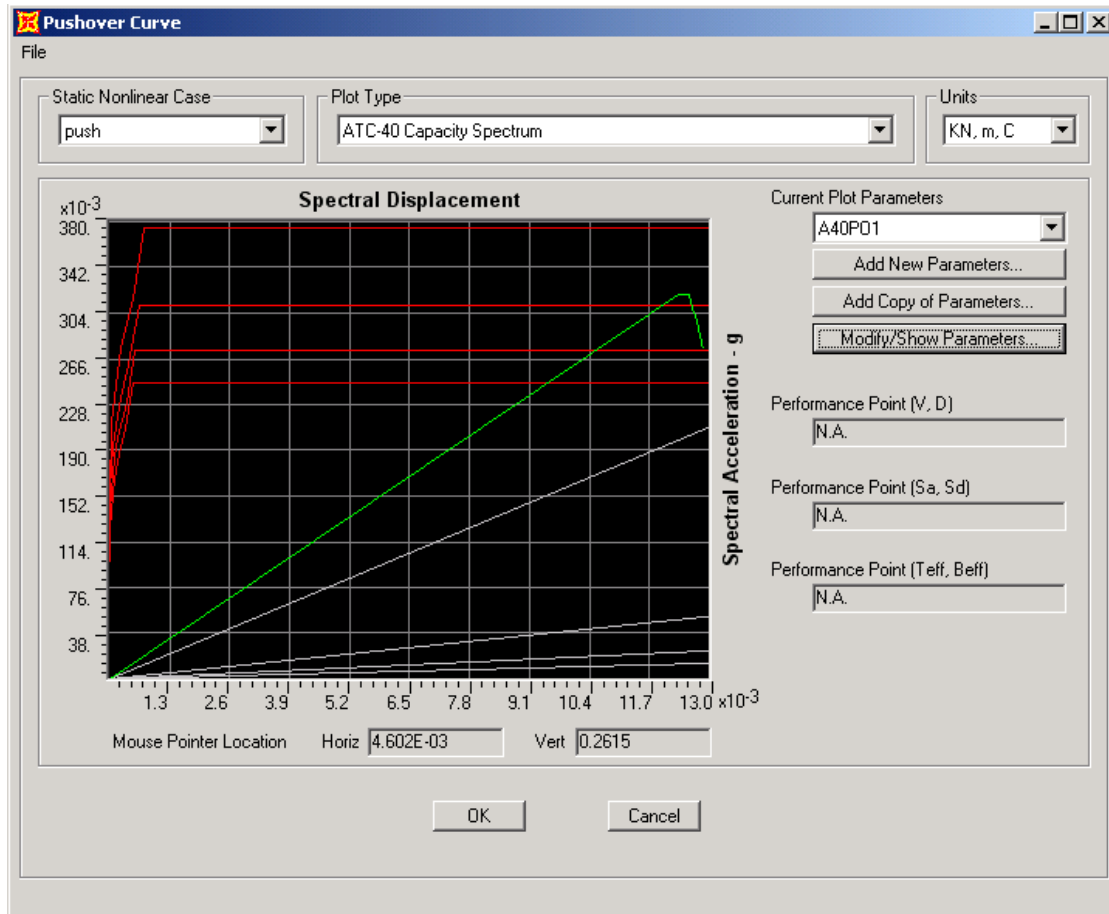 Pushover Curve
File
Static Nonlinear Case
push
Plot Type
ATC-40 Capacity Spectrum
Units
KN, m, C
Spectral Displacement
x10-3
380.
342.
304.
266.
228.
190.
152.
114.
76.
38.
1.3 2.6 3.9 5.2 6.5 7.8 9.1 10.4 11.7 13.0 x10-3
Spectral Acceleration - g
Mouse Pointer Location Horiz 4.602E-03 Vert 0.2615
Current Plot Parameters
A40PO1
Add New Parameters...
Add Copy of Parameters...
Modify/Show Parameters...
Performance Point (V, D)
N.A.
Performance Point (Sa, Sd)
N.A.
Performance Point (Teff, Beff)
N.A.
OK Cancel